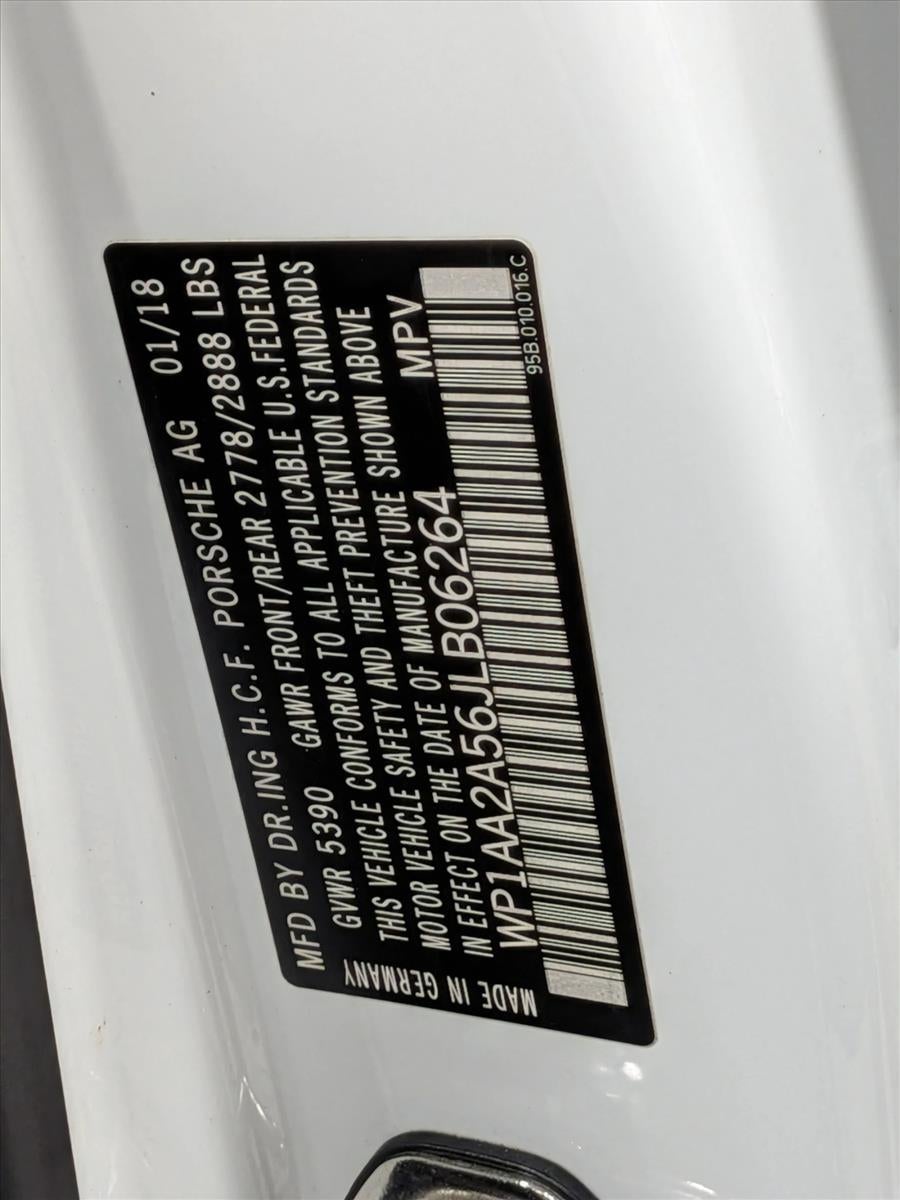 MFD BY DR.ING H.C.F. PORSCHE AG 01/18
GVWR 5390 GAWR FRONT/REAR 2778/2888 LBS
THIS VEHICLE CONFORMS TO ALL APPLICABLE U.S.FEDERAL
MOTOR VEHICLE SAFETY AND THEFT PREVENTION STANDARDS
IN EFFECT ON THE DATE OF MANUFACTURE SHOWN ABOVE
WP1AA2A56JLB06264 MPV
95B.010.016.C
MADE IN GERMANY